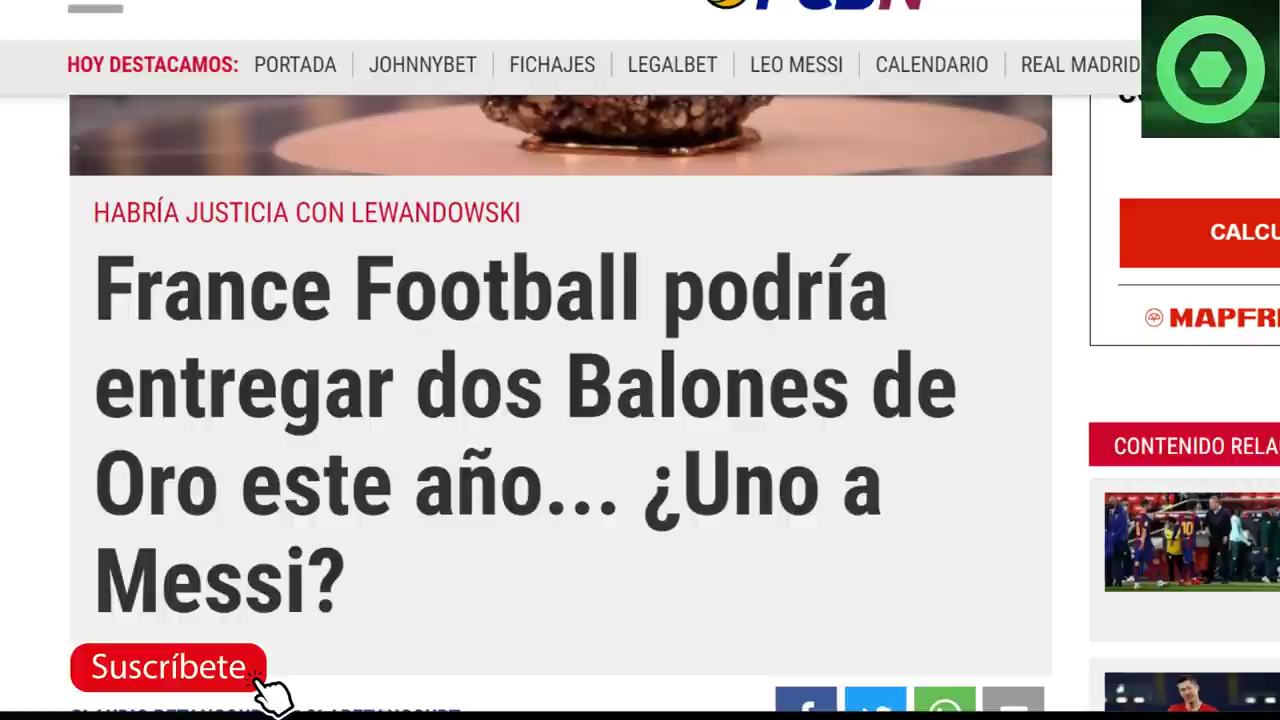 HOY DESTACAMOS: PORTADA JOHNNYBET FICHAJES LEGALBET LEO MESSI CALENDARIO REAL MADRID
HABRÍA JUSTICIA CON LEWANDOWSKI
France Football podría
entregar dos Balones de
Oro este año... ¿Uno a
Messi?
Suscríbete
CALCU
MAPFR
CONTENIDO RELA